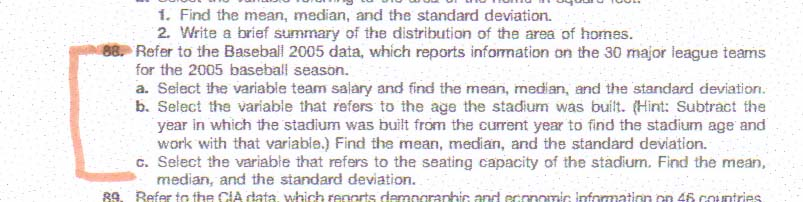 1. Find the mean, median, and the standard deviation.
2. Write a brief summary of the distribution of the area of homes.
88. Refer to the Baseball 2005 data, which reports information on the 30 major league teams
for the 2005 baseball season.
a. Select the variable team salary and find the mean, median, and the standard deviation.
b. Select the variable that refers to the age the stadium was built. (Hint: Subtract the
year in which the stadium was built from the current year to find the stadium age and
work with that variable.) Find the mean, median, and the standard deviation.
c. Select the variable that refers to the seating capacity of the stadium. Find the mean,
median, and the standard deviation.
89. Refer to the CIA data, which reports demographic and economic information on 46 countries.